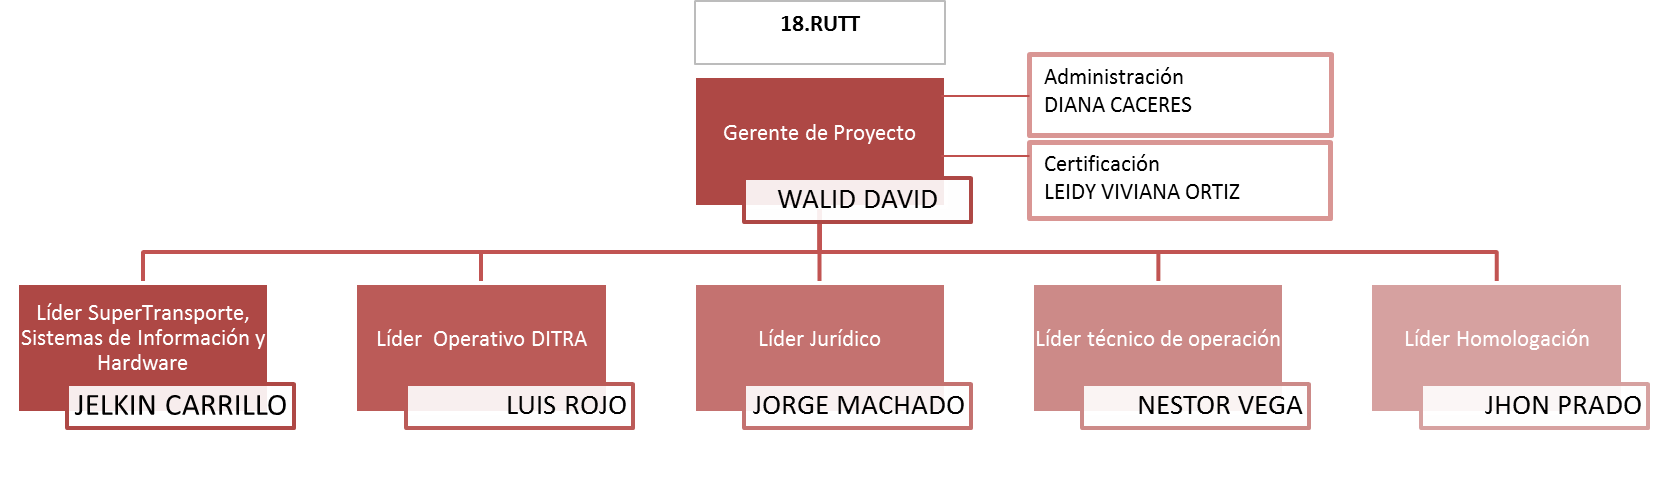 18.RUTT
Gerente de Proyecto
WALID DAVID
Administración
DIANA CACERES
Certificación
LEIDY VIVIANA ORTIZ
Líder SuperTransporte,
Sistemas de Información y
Hardware
JELKIN CARRILLO
Líder  Operativo DITRA
LUIS ROJO
Líder Jurídico
JORGE MACHADO
Líder técnico de operación
NESTOR VEGA
Líder Homologación
JHON PRADO